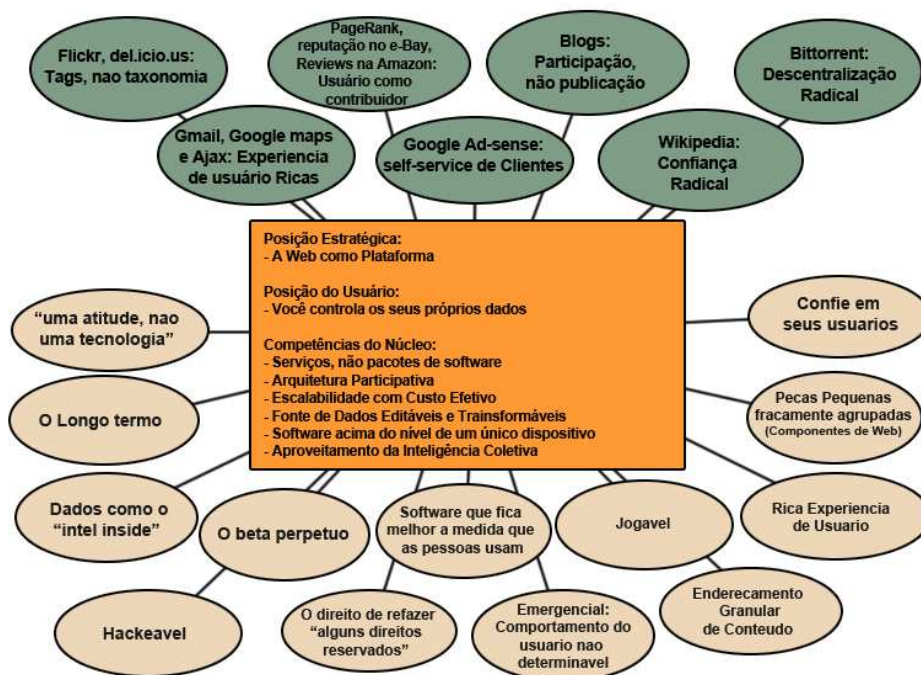 Flickr, del.icio.us:
Tags, nao taxonomia
PageRank,
reputação no e-Bay,
Reviews na Amazon:
Usuário como
contribuidor
Blogs:
Participação,
não publicação
Bittorrent:
Descentralização
Radical
Gmail, Google maps
e Ajax: Experiencia
de usuário Ricas
Google Ad-sense:
self-service de Clientes
Wikipedia:
Confiança
Radical
Posição Estratégica:
- A Web como Plataforma
Posição do Usuário:
- Você controla os seus próprios dados
Competências do Núcleo:
- Serviços, não pacotes de software
- Arquitetura Participativa
- Escalabilidade com Custo Efetivo
- Fonte de Dados Editáveis e Trainsformáveis
- Software acima do nível de um único dispositivo
- Aproveitamento da Inteligência Coletiva
“uma atitude, nao
uma tecnologia”
Confie em
seus usuarios
O Longo termo
Pecas Pequenas
fracamente agrupadas
(Componentes de Web)
Dados como o
“intel inside”
O beta perpetuo
Software que fica
melhor a medida que
as pessoas usam
Jogavel
Rica Experiencia
de Usuario
Hackeavel
O direito de refazer
“alguns direitos
reservados”
Emergencial:
Comportamento do
usuario nao
determinavel
Enderecamento
Granular
de Conteudo